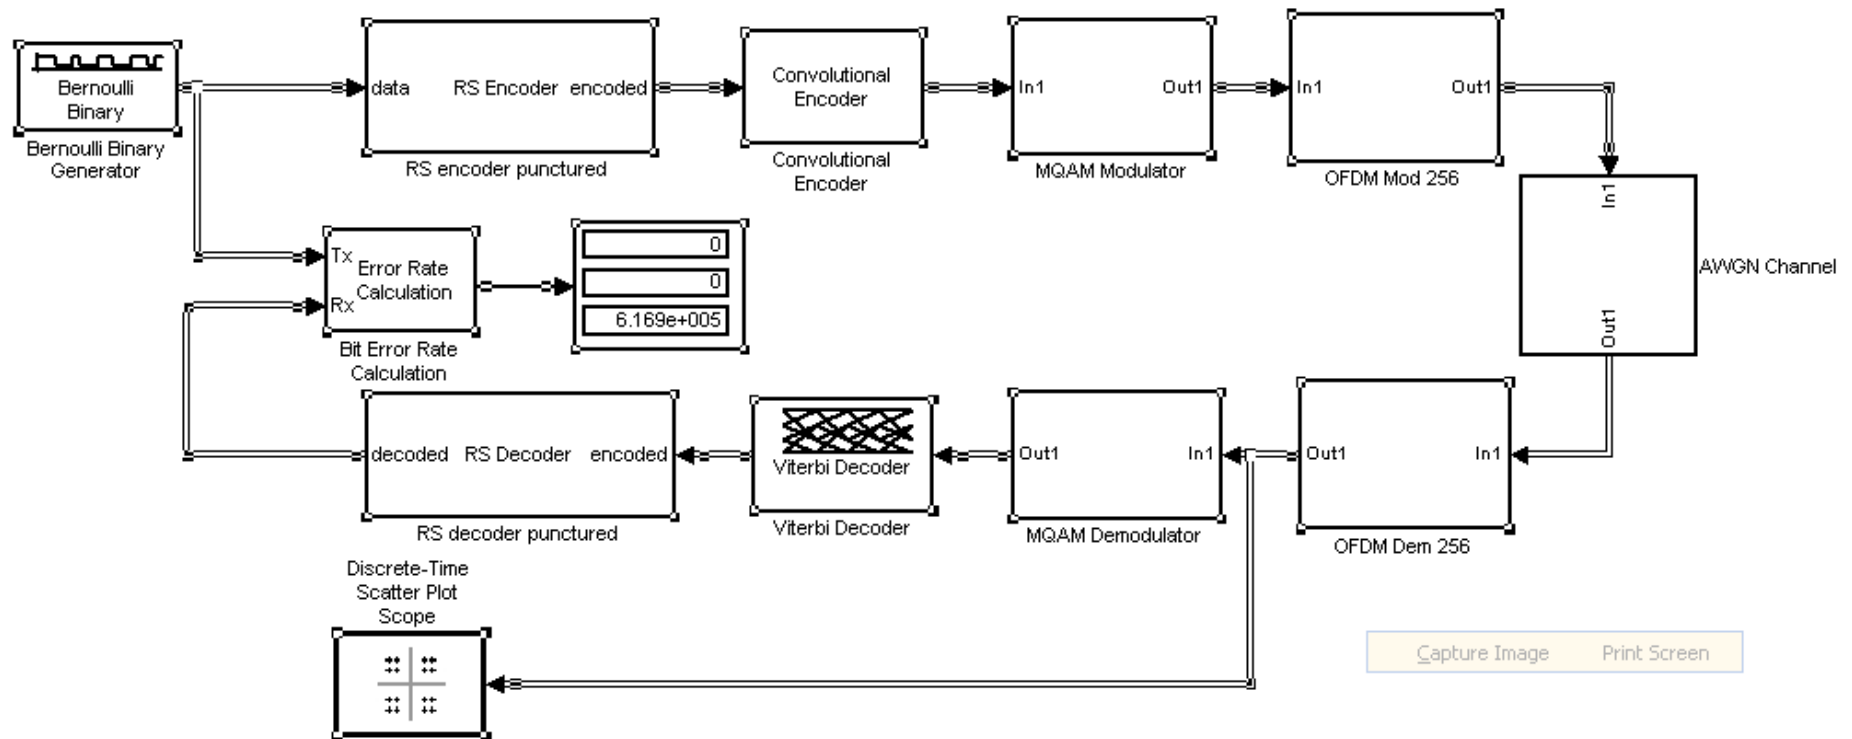 Bernoulli
Binary
Bernoulli Binary
Generator
data RS Encoder encoded
RS encoder punctured
Convolutional
Encoder
Convolutional
Encoder
In1 Out1
MQAM Modulator
In1 Out1
OFDM Mod 256
In1
Out1
AWGN Channel
Tx
Error Rate
Calculation
Rx
Bit Error Rate
Calculation
0
0
6.169e+005
decoded RS Decoder encoded
RS decoder punctured
Viterbi Decoder
Viterbi Decoder
Out1 In1
MQAM Demodulator
Out1 In1
OFDM Dem 256
Discrete-Time
Scatter Plot
Scope
Capture Image Print Screen